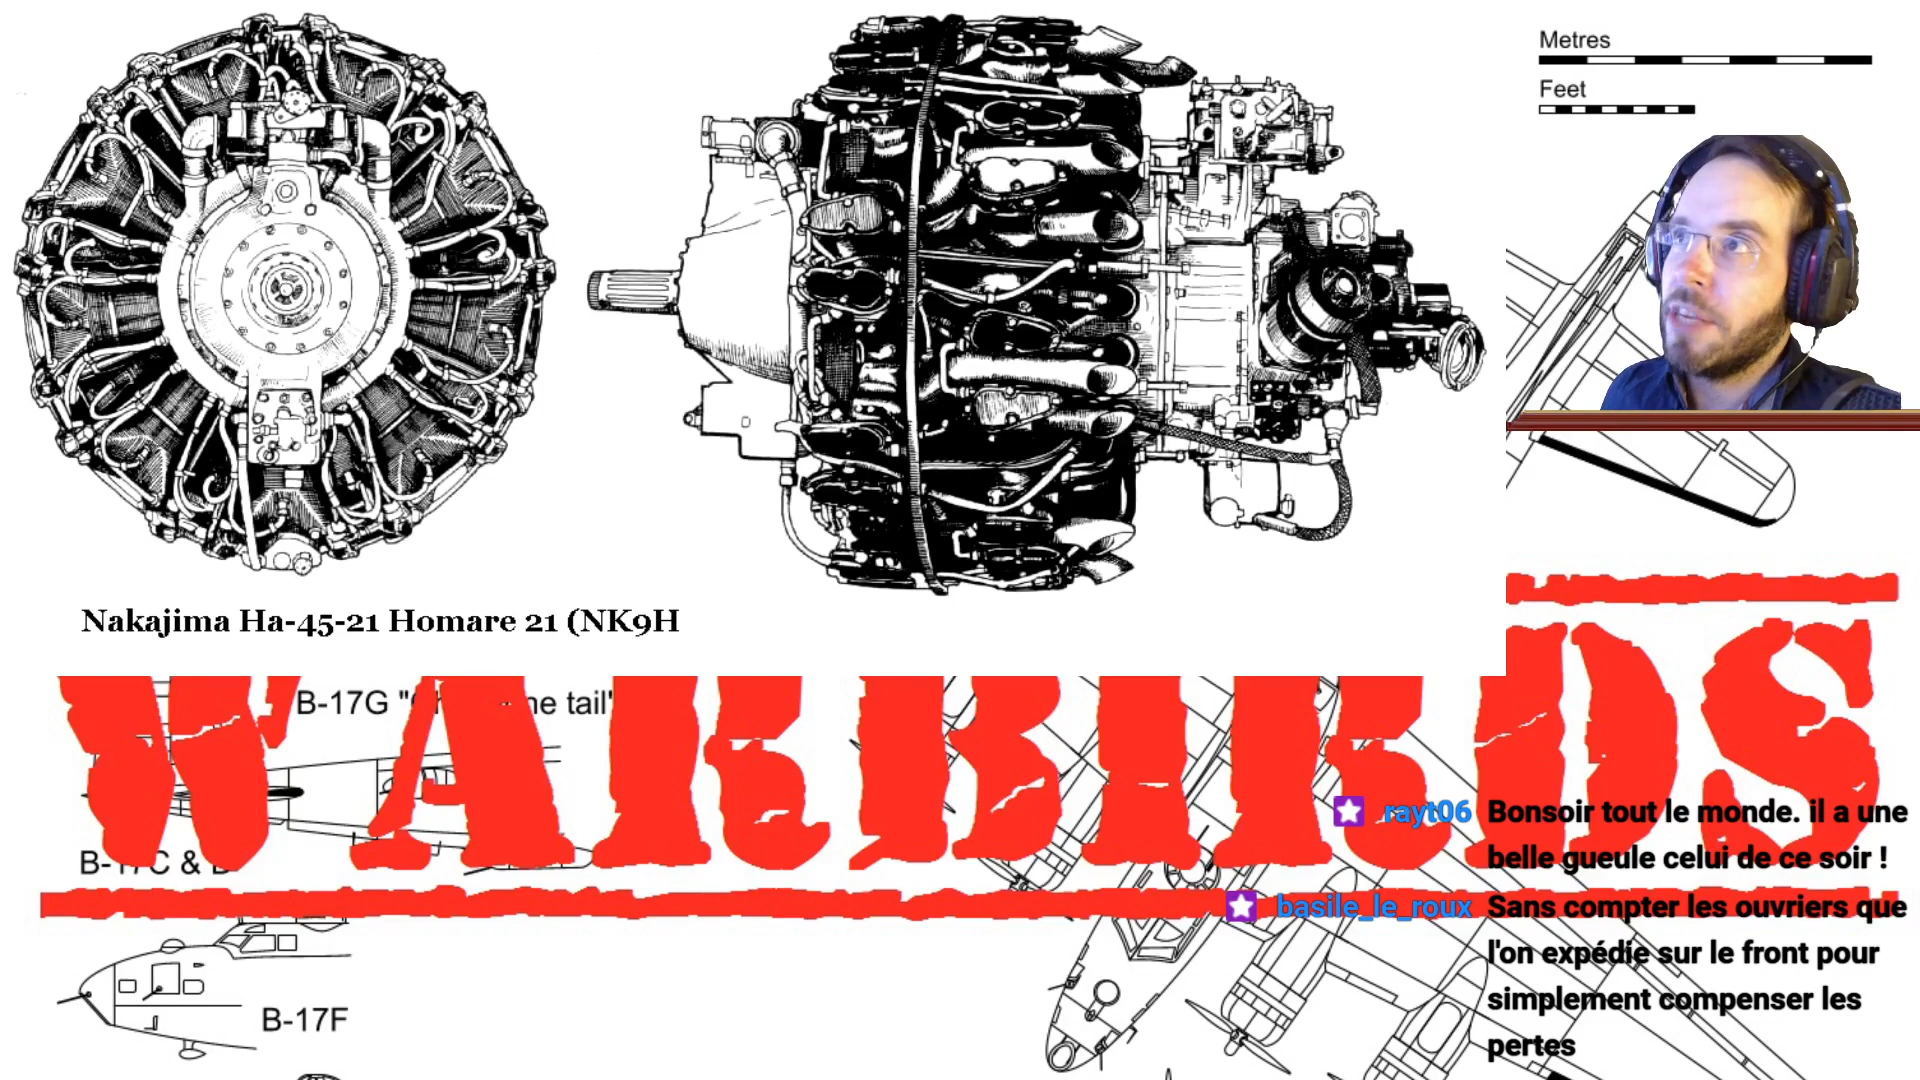 Metres
Feet
Nakajima Ha-45-21 Homare 21 (NK9H
WARBIRDS
B-17G "
tail"
B-17C &
rayt06 Bonsoir tout le monde. il a une
belle gueule celui de ce soir !
basile_le_roux Sans compter les ouvriers que
l'on expédie sur le front pour
simplement compenser les
pertes
B-17F